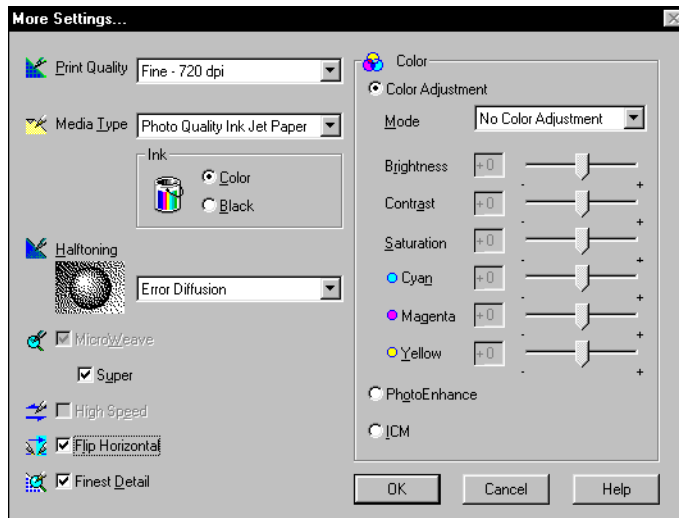 More Settings...
Print Quality
Fine - 720 dpi
Media Type
Photo Quality Ink Jet Paper
Ink
Color
Black
Halftoning
Error Diffusion
MicroWeave
Super
High Speed
Flip Horizontal
Finest Detail
Color
Color Adjustment
Mode
No Color Adjustment
Brightness +0 - +
Contrast +0 - +
Saturation +0 - +
Cyan +0 - +
Magenta +0 - +
Yellow +0 - +
PhotoEnhance
ICM
OK
Cancel
Help